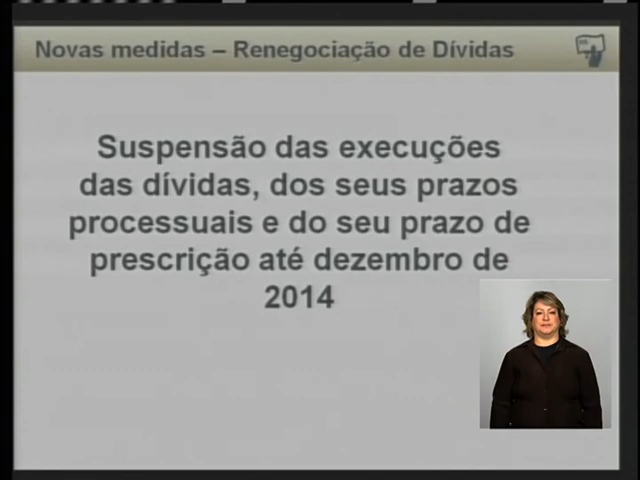 Novas medidas – Renegociação de Dívidas
Suspensão das execuções
das dívidas, dos seus prazos
processuais e do seu prazo de
prescrição até dezembro de
2014